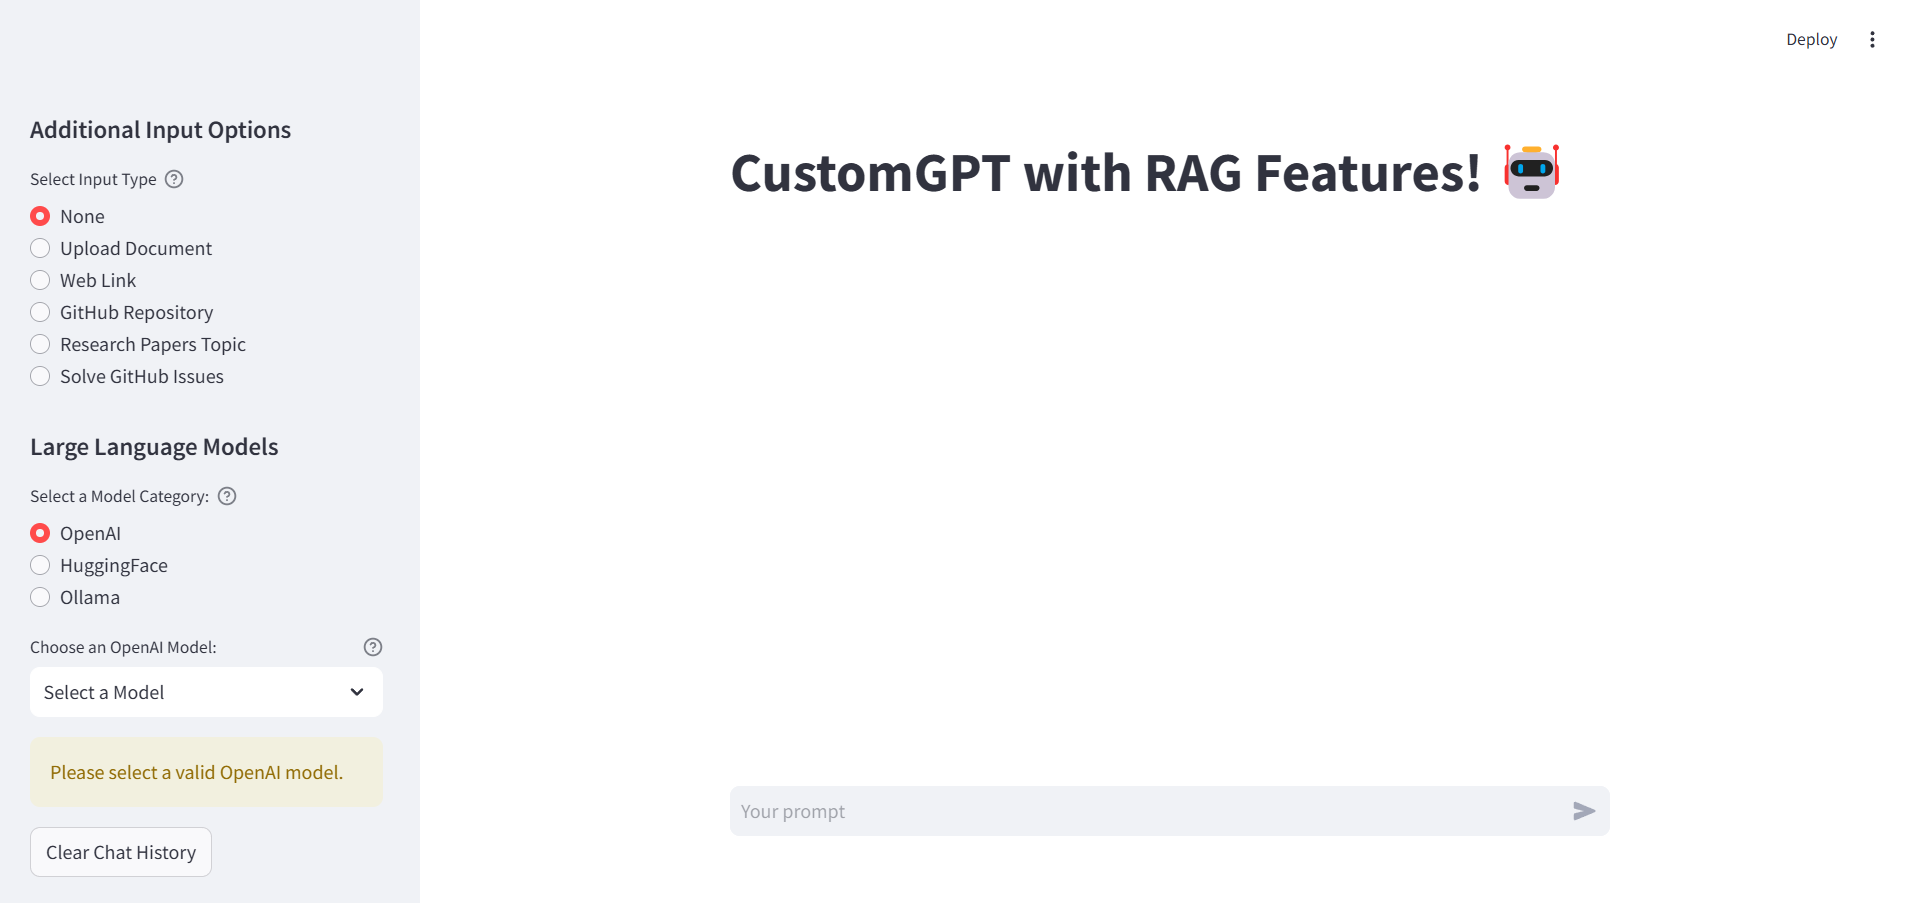 Deploy
Additional Input Options
Select Input Type
None
Upload Document
Web Link
GitHub Repository
Research Papers Topic
Solve GitHub Issues
Large Language Models
Select a Model Category:
OpenAI
HuggingFace
Ollama
Choose an OpenAI Model:
Select a Model
Please select a valid OpenAI model.
Clear Chat History
CustomGPT with RAG Features!
Your prompt